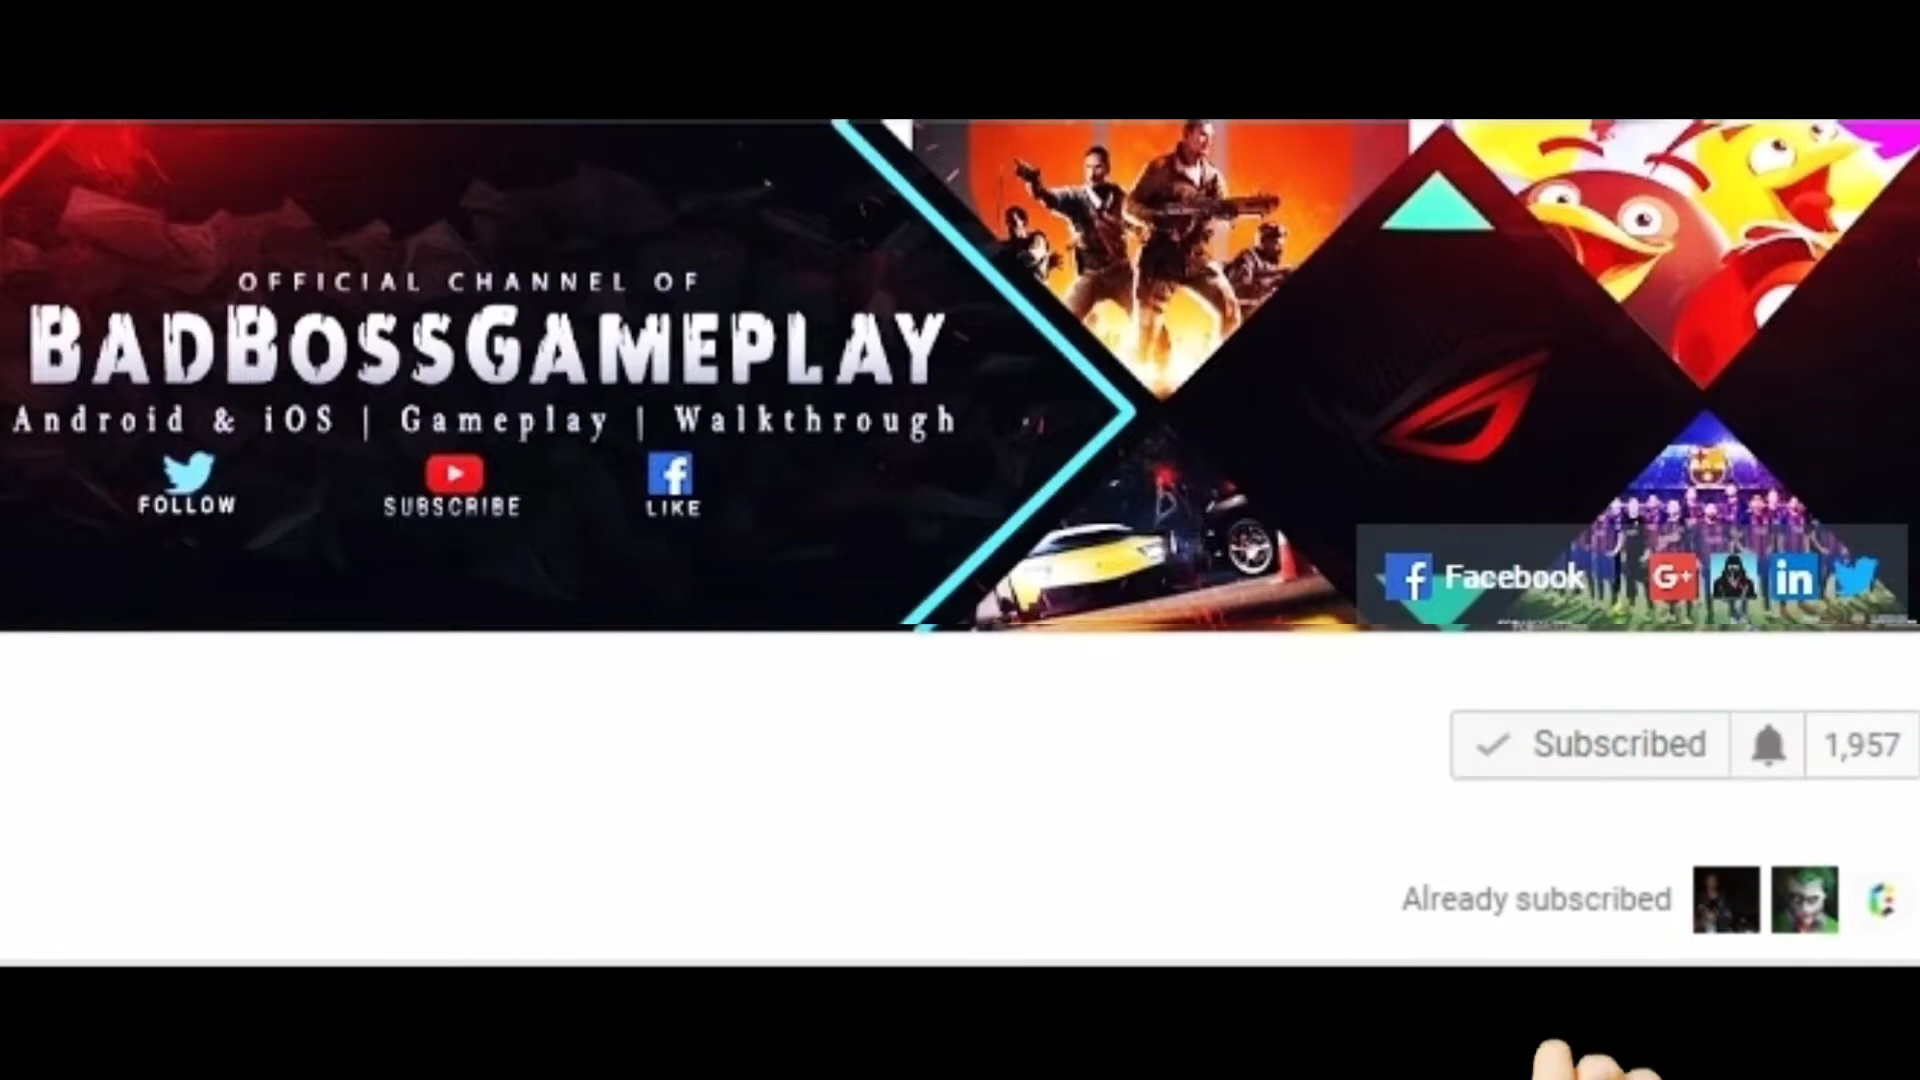 OFFICIAL CHANNEL OF
BADBOSSGAMEPLAY
Android & iOS | Gameplay | Walkthrough
FOLLOW
SUBSCRIBE
LIKE
Facebook
G+
in
Subscribed
1,957
Already subscribed